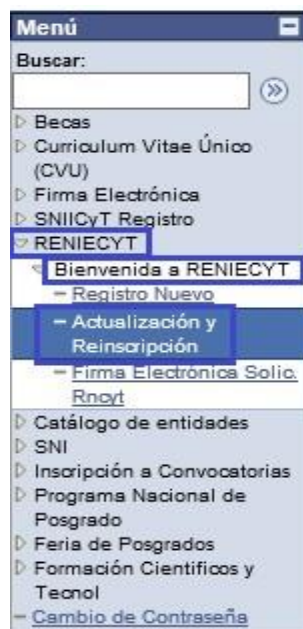 Menú
Buscar:
Becas
Curriculum Vitae Único
(CVU)
Firma Electrónica
SNIICyT Registro
RENIECYT
Bienvenida a RENIECYT
Registro Nuevo
Actualización y
Reinscripción
Firma Electrónica Solic.
Rncyt
Catálogo de entidades
SNI
Inscripción a Convocatorias
Programa Nacional de
Posgrado
Feria de Posgrados
Formación Cientificos y
Tecnol
Cambio de Contraseña